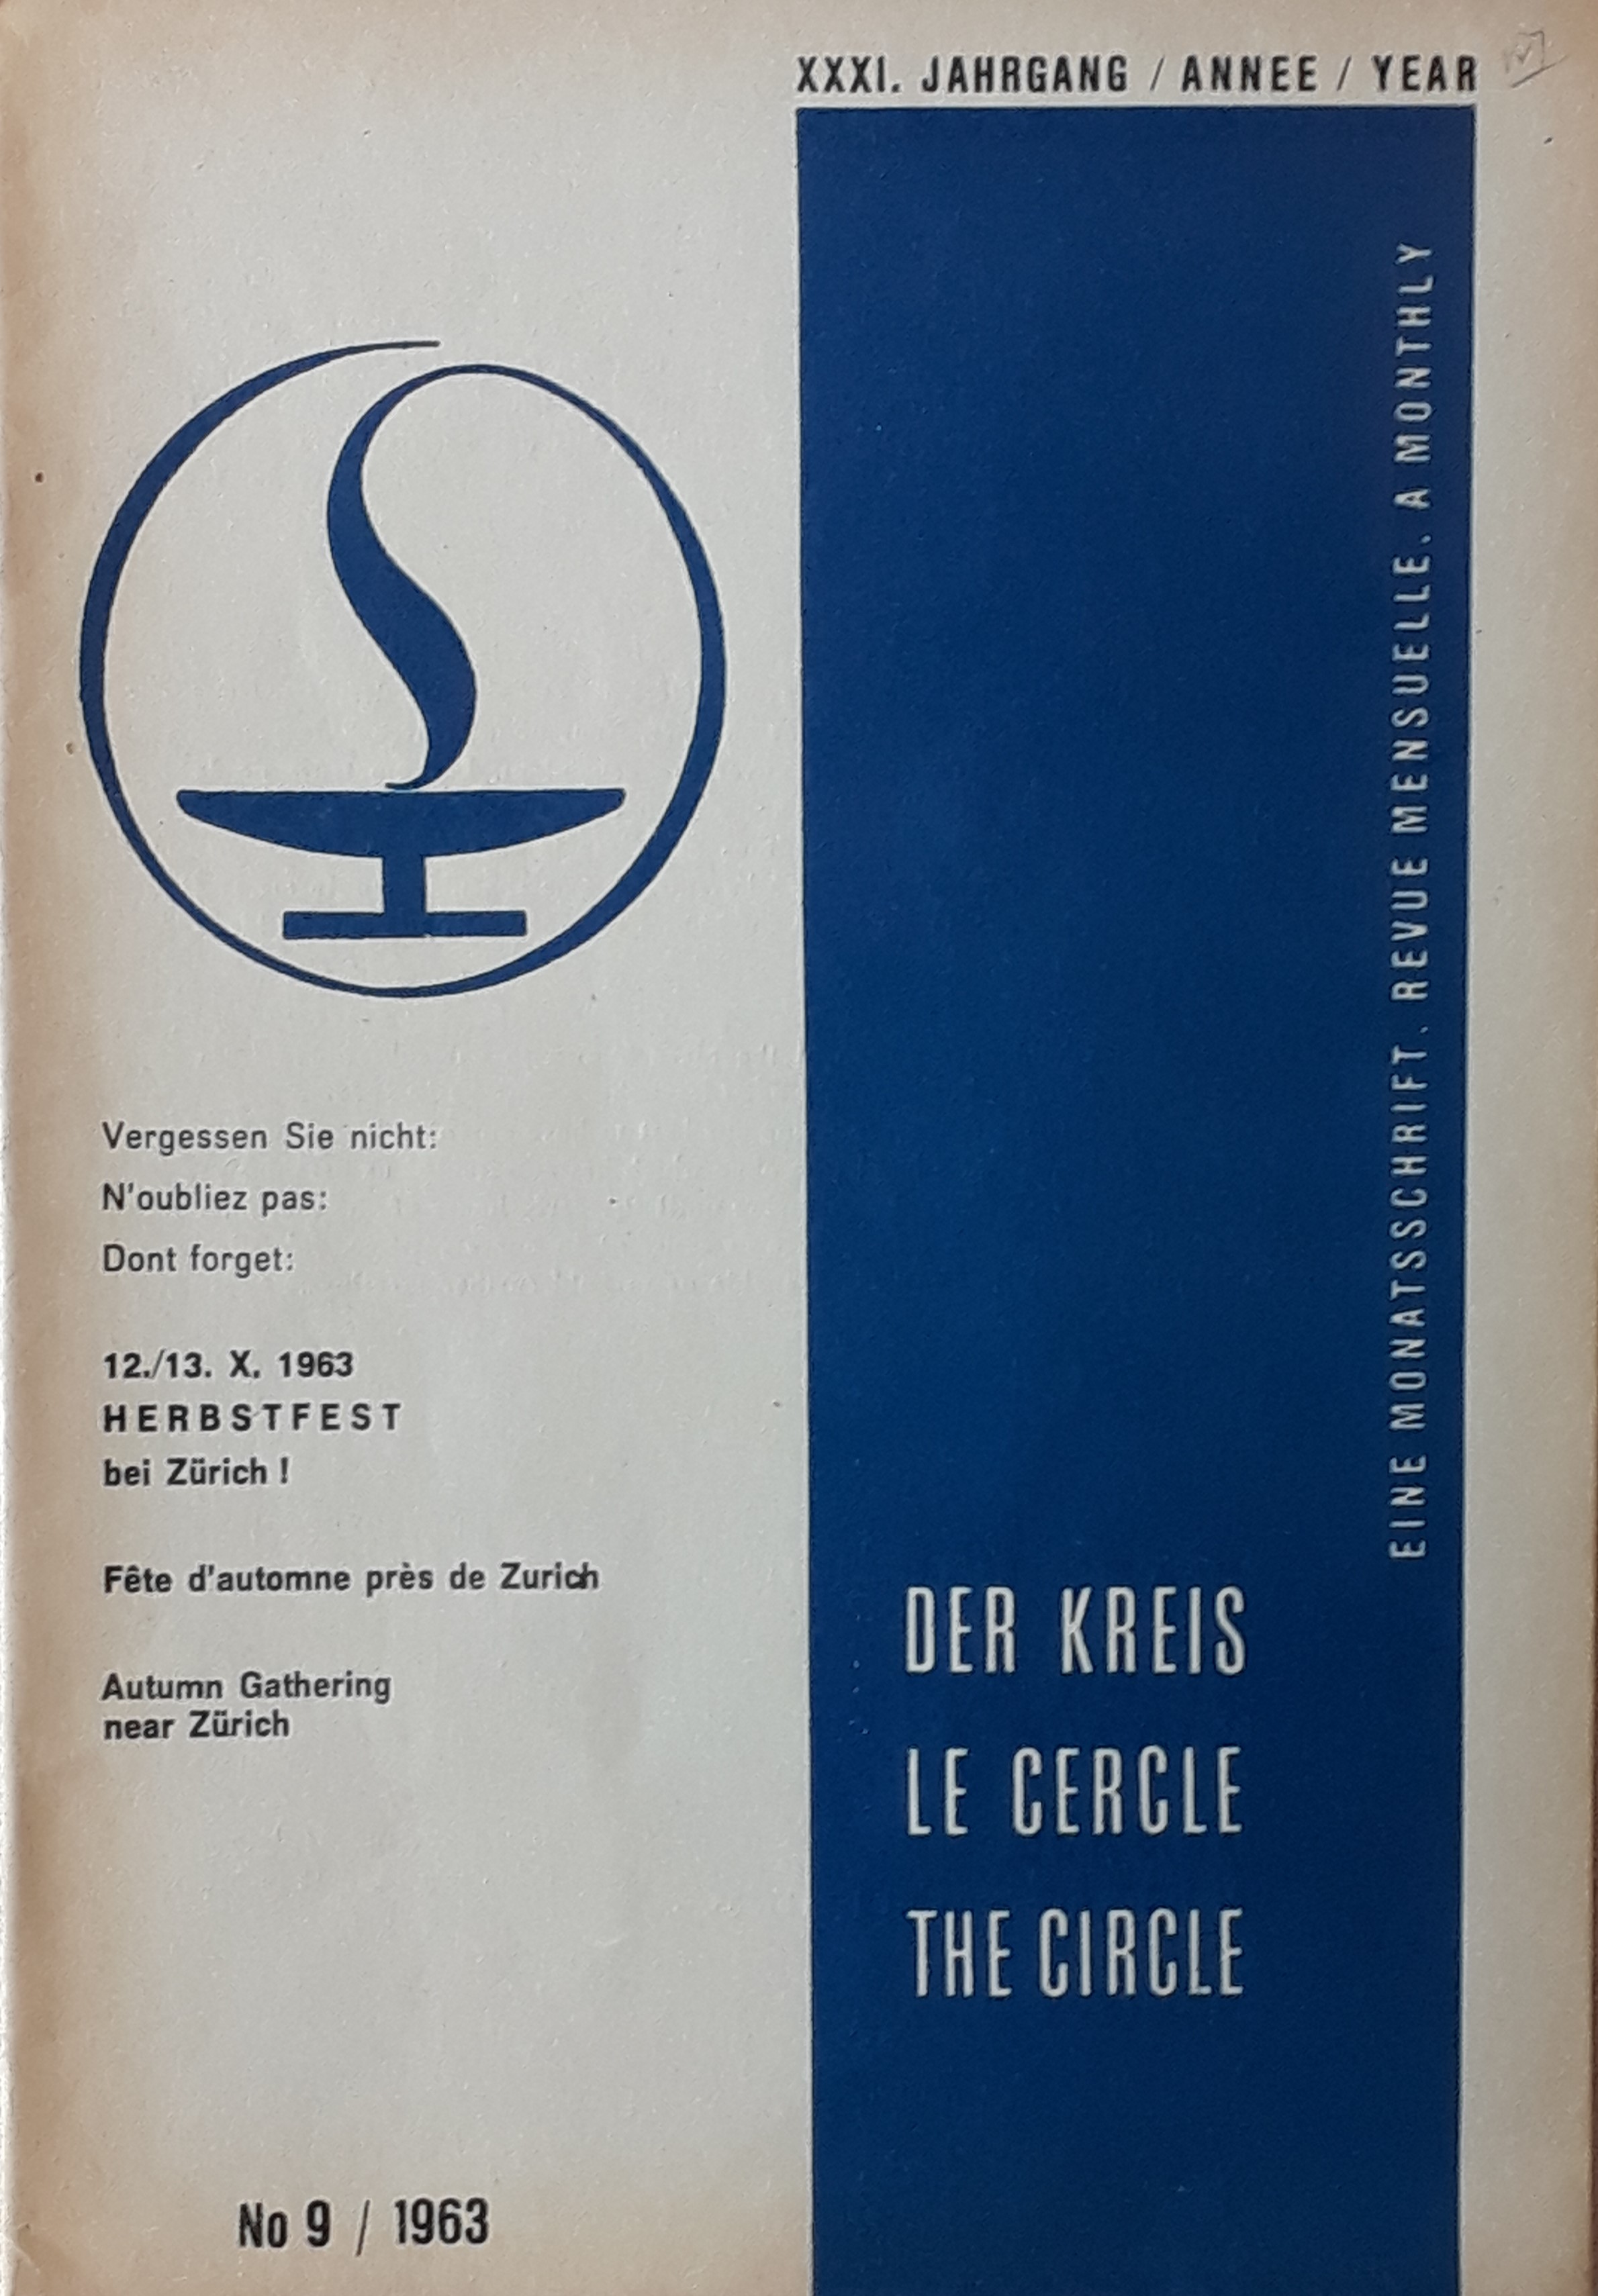 XXXI. JAHRGANG / ANNEE / YEAR
EINE MONATSSCHRIFT. REVUE MENSUELLE. A MONTHLY
Vergessen Sie nicht:
N'oubliez pas:
Dont forget:
12./13. X. 1963
HERBSTFEST
bei Zürich !
Fête d'automne près de Zurich
Autumn Gathering
near Zürich
DER KREIS
LE CERCLE
THE CIRCLE
No 9 / 1963